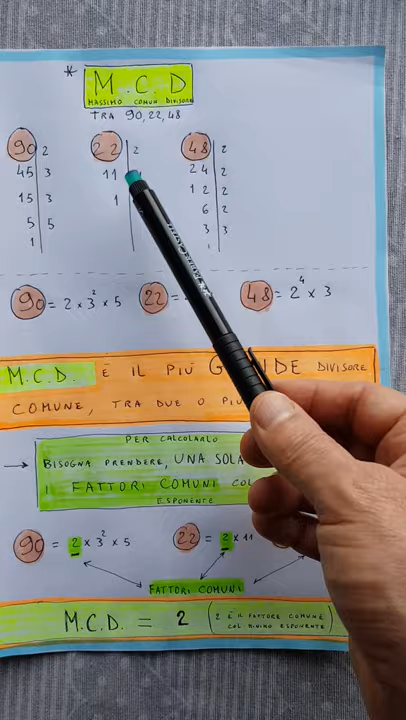 * M.C.D
MASSIMO COMUN DIVISORE
TRA 90, 22, 48
90 2 22 2 48 2
45 3 11 24 2
15 3 1 12 2
5 5 6 2
1 3 3
1
90 = 2 × 3² × 5 22 = 48 = 2⁴ × 3
M.C.D. È IL PIÙ DIVISORE
COMUNE, TRA DUE O PIÙ
PER CALCOLARLO
→ BISOGNA PRENDERE, UNA SOLA
I FATTORI COMUNI COL
ESPONENTE
90 = 2 × 3² × 5 22 = 2 × 11
FATTORI COMUNI
M.C.D. = 2 (2 È IL FATTORE COMUNE
COL MINIMO ESPONENTE)